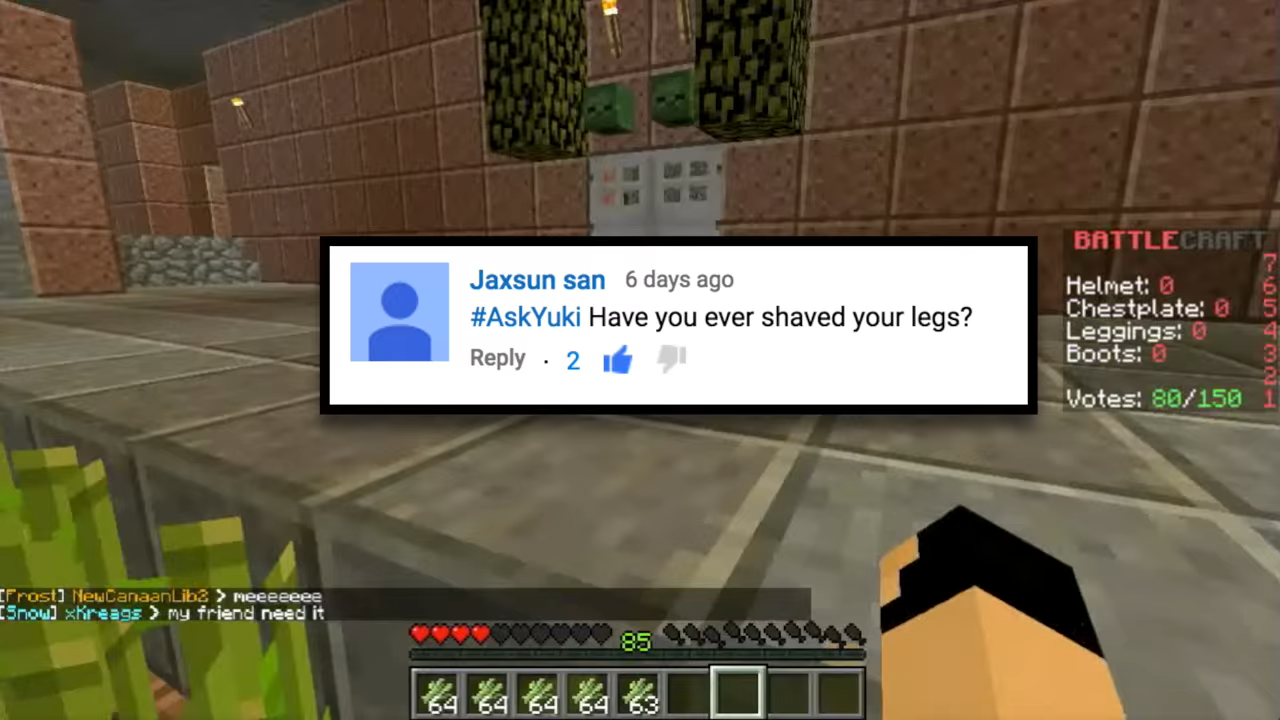 Jaxsun san 6 days ago
#AskYuki Have you ever shaved your legs?
Reply · 2
BATTLECRAFT
7
Helmet: 0 6
Chestplate: 0 5
Leggings: 0 4
Boots: 0 3
2
Votes: 80/150 1
[Frost] NewCanaanLib2 > meeeeeee
[Snow] xKreags > my friend need it
85
64 64 64 64 63